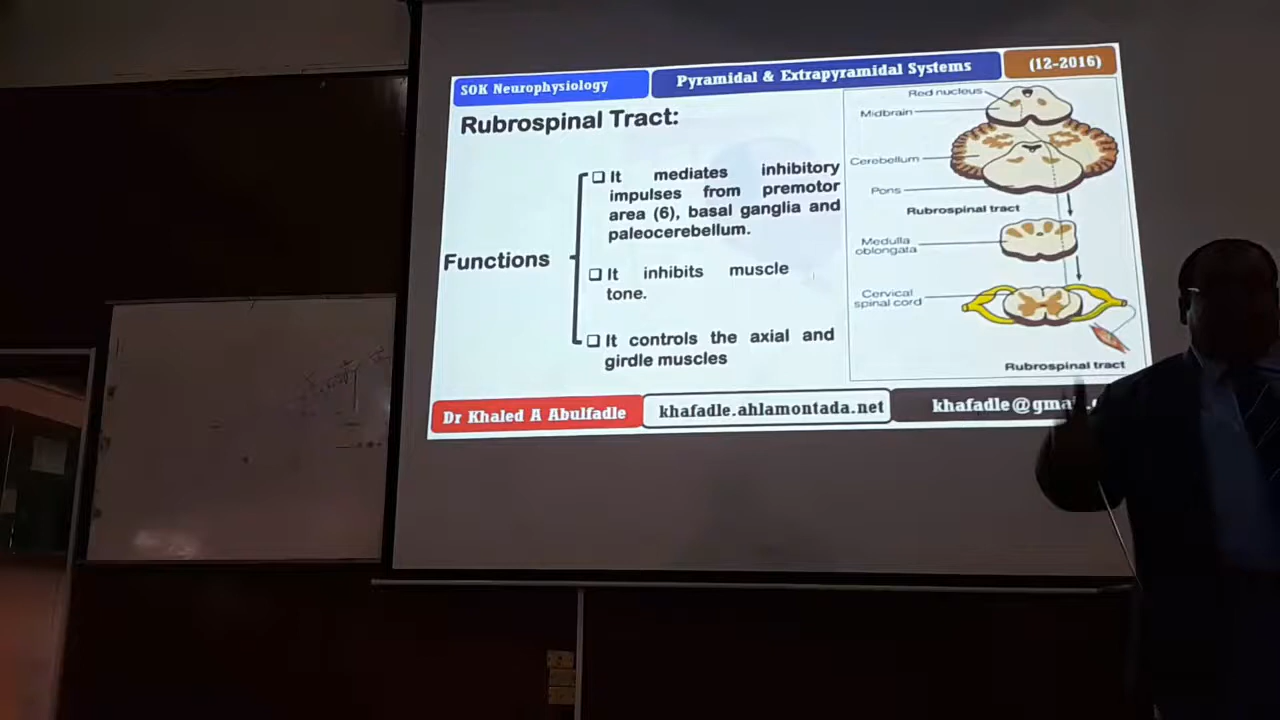 SOK Neurophysiology
Pyramidal & Extrapyramidal Systems
(12-2016)
Rubrospinal Tract:
Functions
It mediates inhibitory
impulses from premotor
area (6), basal ganglia and
paleocerebellum.
It inhibits muscle
tone.
It controls the axial and
girdle muscles
Red nucleus
Midbrain
Cerebellum
Pons
Rubrospinal tract
Medulla
oblongata
Cervical
spinal cord
Rubrospinal tract
Dr Khaled A Abulfadle
khafadle.ahlamontada.net